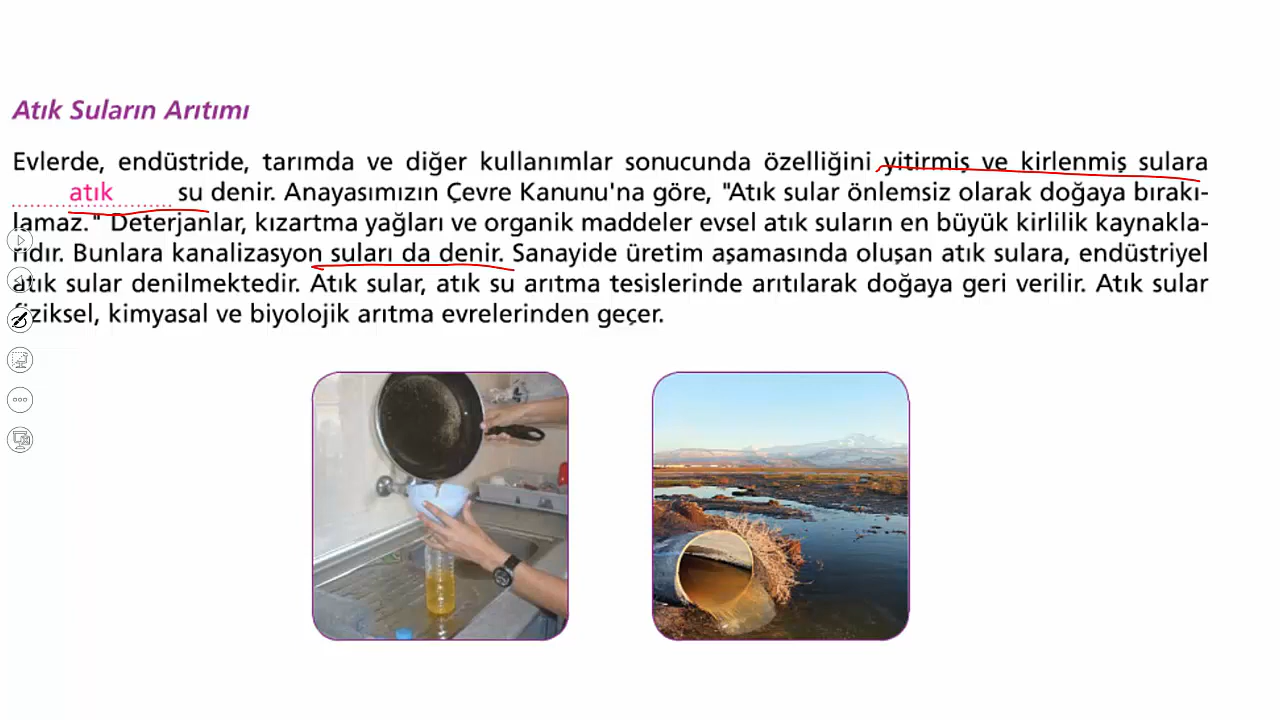 Atık Suların Arıtımı
Evlerde, endüstride, tarımda ve diğer kullanımlar sonucunda özelliğini yitirmiş ve kirlenmiş sulara
atık su denir. Anayasımızın Çevre Kanunu'na göre, "Atık sular önlemsiz olarak doğaya bırakı-
lamaz." Deterjanlar, kızartma yağları ve organik maddeler evsel atık suların en büyük kirlilik kaynakla-
rıdır. Bunlara kanalizasyon suları da denir. Sanayide üretim aşamasında oluşan atık sulara, endüstriyel
atık sular denilmektedir. Atık sular, atık su arıtma tesislerinde arıtılarak doğaya geri verilir. Atık sular
fiziksel, kimyasal ve biyolojik arıtma evrelerinden geçer.